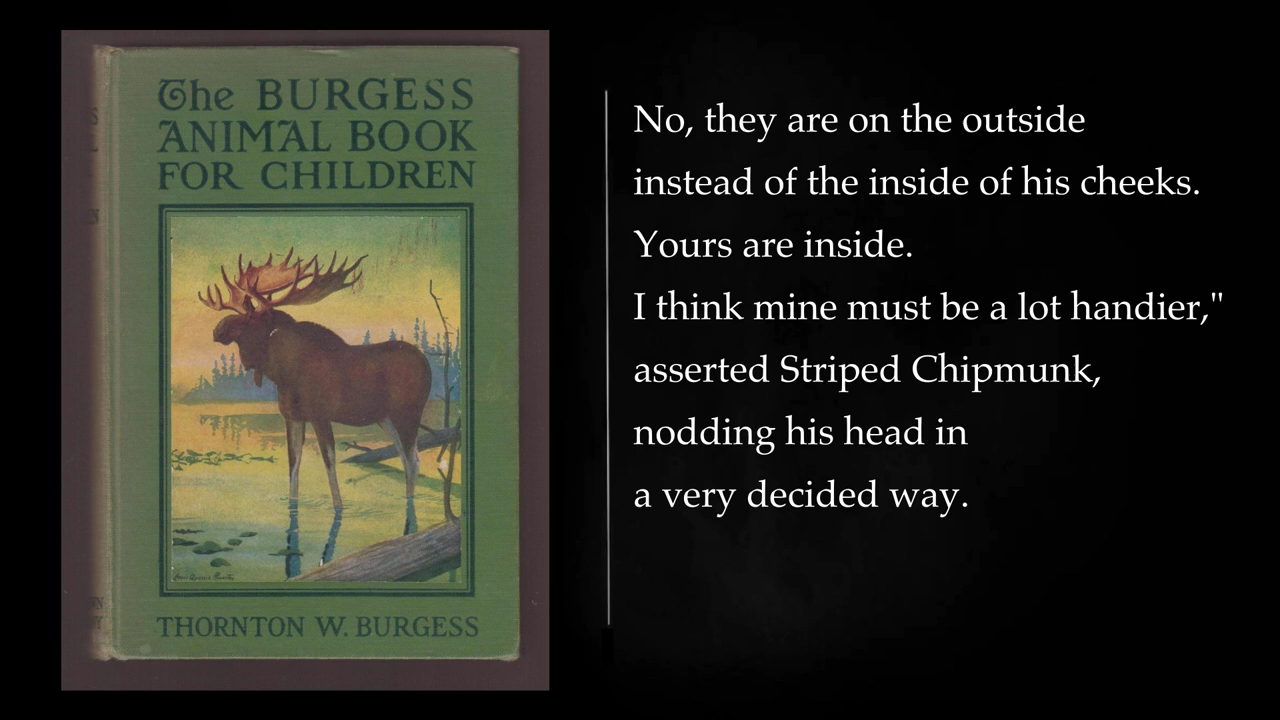 The BURGESS
ANIMAL BOOK
FOR CHILDREN
THORNTON W. BURGESS
No, they are on the outside
instead of the inside of his cheeks.
Yours are inside.
I think mine must be a lot handier,"
asserted Striped Chipmunk,
nodding his head in
a very decided way.